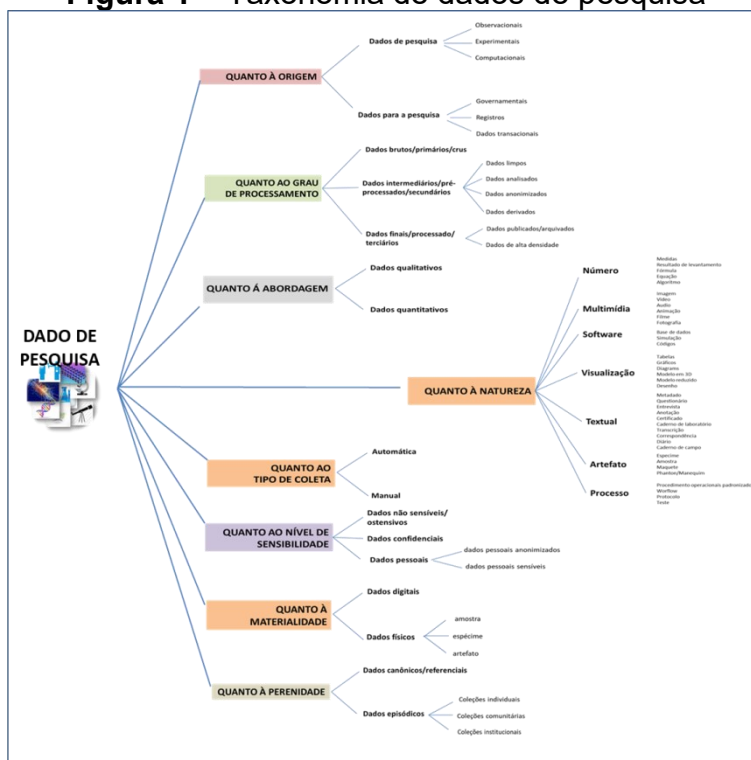 Figura 1 – Taxonomia de dados de pesquisa
DADO DE
PESQUISA
QUANTO À ORIGEM
Dados de pesquisa
Observacionais
Experimentais
Computacionais
Dados para a pesquisa
Governamentais
Registros
Dados transacionais
QUANTO AO GRAU
DE PROCESSAMENTO
Dados brutos/primários/crus
Dados intermediários/pré-
processados/secundários
Dados limpos
Dados analisados
Dados anonimizados
Dados derivados
Dados finais/processado/
terciários
Dados publicados/arquivados
Dados de alta densidade
QUANTO Á ABORDAGEM
Dados qualitativos
Dados quantitativos
QUANTO À NATUREZA
Número
Medidas
Resultado de levantamento
Fórmula
Equação
Algoritmo
Multimídia
Imagem
Vídeo
Audio
Animação
Filme
Fotografia
Software
Base de dados
Simulação
Códigos
Visualização
Tabelas
Gráficos
Diagrama
Modelo em 3D
Modelo reduzido
Desenho
Textual
Metadado
Questionário
Entrevista
Anotação
Certificado
Caderno de laboratório
Transcrição
Correspondência
Diário
Caderno de campo
Artefato
Espécime
Amostra
Maquete
Phantos/Manequim
Processo
Procedimento operacionais padronizado
Worflow
Protocolo
Teste
QUANTO AO
TIPO DE COLETA
Automática
Manual
QUANTO AO NÍVEL DE
SENSIBILIDADE
Dados não sensíveis/
ostensivos
Dados confidenciais
Dados pessoais
dados pessoais anonimizados
dados pessoais sensíveis
QUANTO À
MATERIALIDADE
Dados digitais
Dados físicos
amostra
espécime
artefato
QUANTO À PERENIDADE
Dados canônicos/referenciais
Dados episódicos
Coleções individuais
Coleções comunitárias
Coleções institucionais